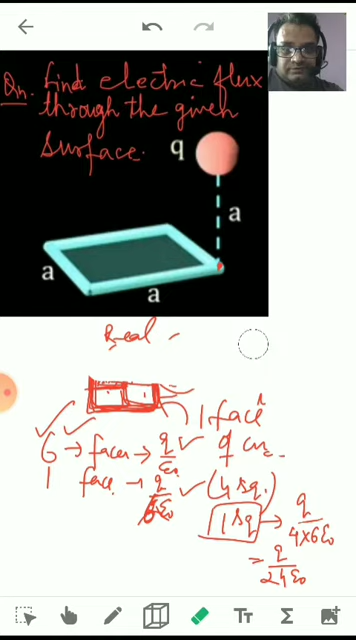 Qn. Find electric flux
through the given
surface.
q
a
a
a
Real
1 face
6 → faces → q/ε₀
1 face → q/6ε₀ (4 sq.)
1 sq → q/4×6ε₀
= q/24ε₀
Tт Σ